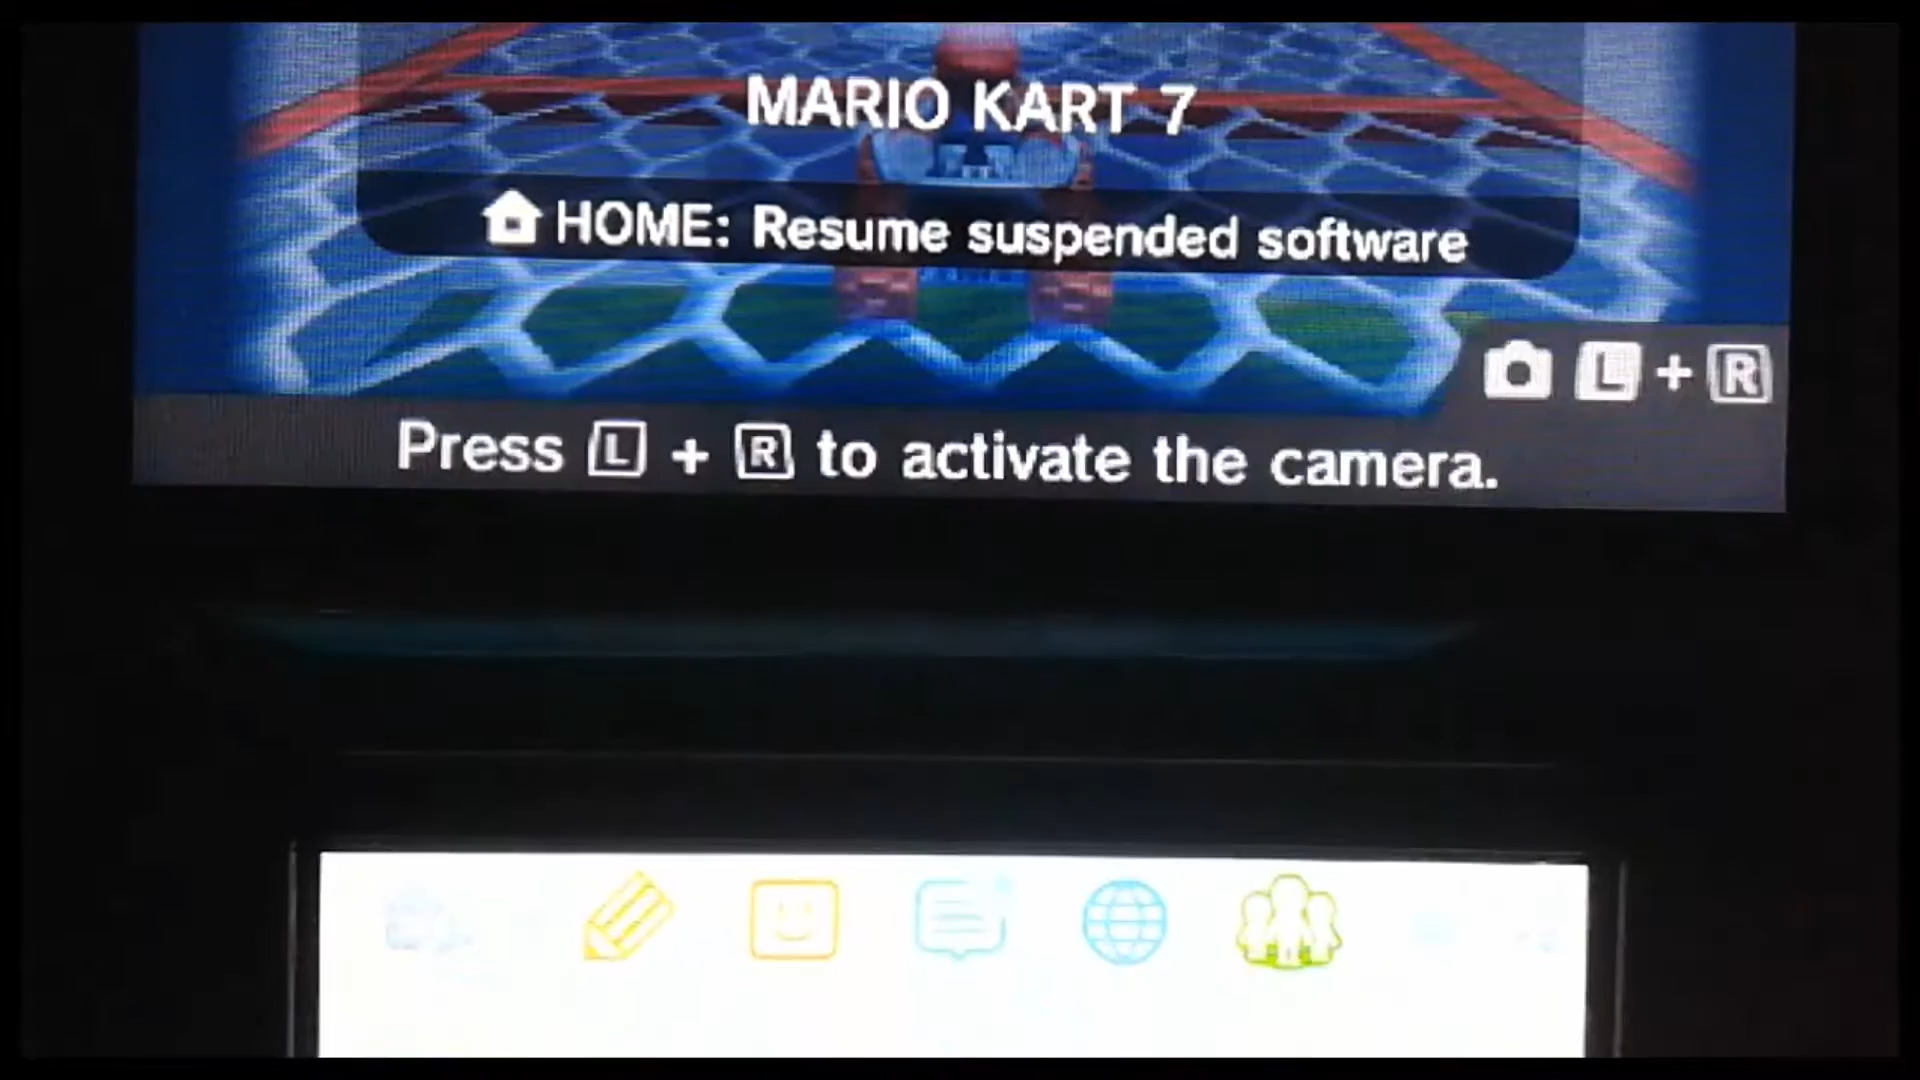 MARIO KART 7
HOME: Resume suspended software
L + R
Press L + R to activate the camera.